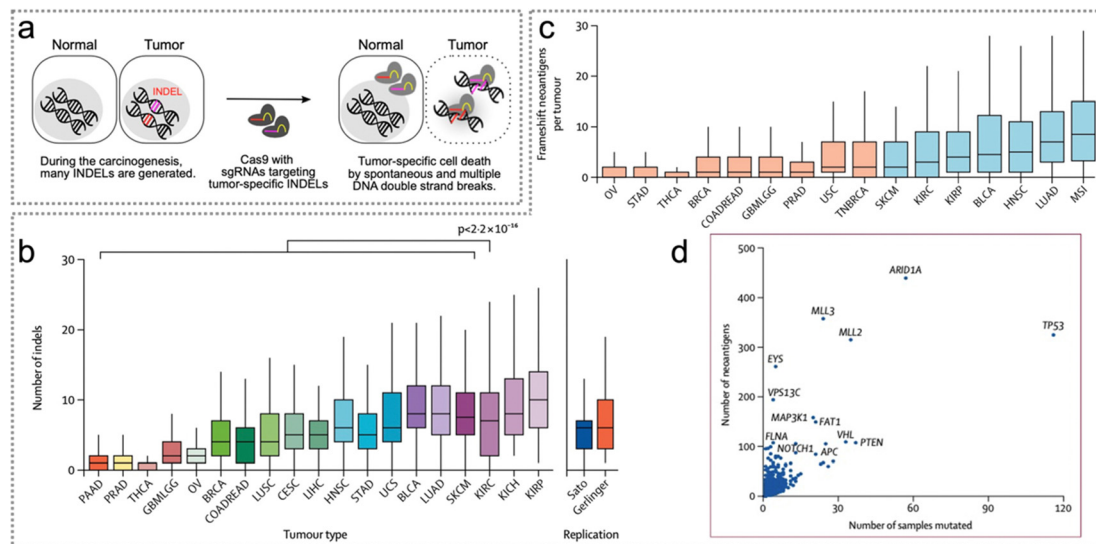 a
Normal
Tumor
INDEL
During the carcinogenesis,
many INDELs are generated.
Cas9 with
sgRNAs targeting
tumor-specific INDELs
Normal
Tumor
Tumor-specific cell death
by spontaneous and multiple
DNA double strand breaks.
c
Frameshift neoantigens
per tumour
30
20
10
0
OV
STAD
THCA
BRCA
COADREAD
GBMLGG
PRAD
USC
TNBRCA
SKCM
KIRC
KIRP
BLCA
HNSC
LUAD
MSI
b
p<2·2×10⁻¹⁶
Number of indels
30
20
10
0
PAAD
PRAD
THCA
GBMLGG
OV
BRCA
COADREAD
LUSC
CESC
LIHC
HNSC
STAD
UCS
BLCA
LUAD
SKCM
KIRC
KICH
KIRP
Tumour type
Sato
Gerlinger
Replication
d
Number of neoantigens
500
400
300
200
100
0
ARID1A
MLL3
MLL2
TP53
EYS
VPS13C
MAP3K1
FAT1
FLNA
VHL
PTEN
NOTCH1
APC
0
30
60
90
120
Number of samples mutated